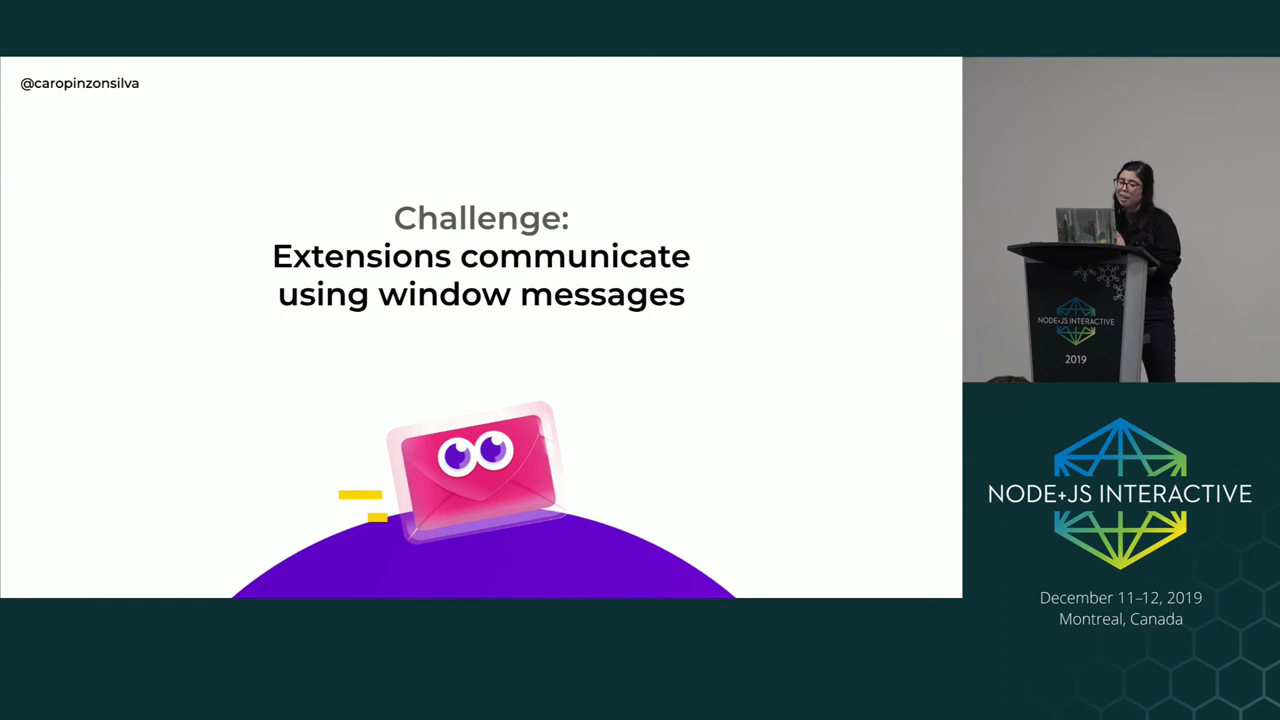 @caropinzonsilva
Challenge:
Extensions communicate
using window messages
NODE+JS INTERACTIVE
2019
NODE+JS INTERACTIVE
December 11–12, 2019
Montreal, Canada